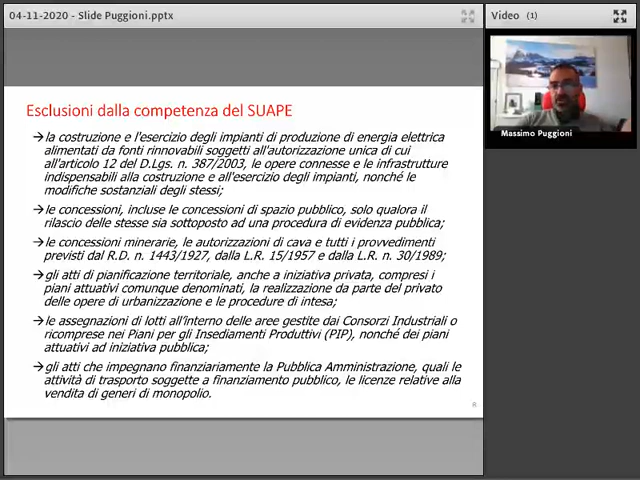 04-11-2020 - Slide Puggioni.pptx
Video (1)
Massimo Puggioni
Esclusioni dalla competenza del SUAPE
→la costruzione e l'esercizio degli impianti di produzione di energia elettrica
alimentati da fonti rinnovabili soggetti all'autorizzazione unica di cui
all'articolo 12 del D.Lgs. n. 387/2003, le opere connesse e le infrastrutture
indispensabili alla costruzione e all'esercizio degli impianti, nonché le
modifiche sostanziali degli stessi;
→le concessioni, incluse le concessioni di spazio pubblico, solo qualora il
rilascio delle stesse sia sottoposto ad una procedura di evidenza pubblica;
→le concessioni minerarie, le autorizzazioni di cava e tutti i provvedimenti
previsti dal R.D. n. 1443/1927, dalla L.R. 15/1957 e dalla L.R. n. 30/1989;
→gli atti di pianificazione territoriale, anche a iniziativa privata, compresi i
piani attuativi comunque denominati, la realizzazione da parte del privato
delle opere di urbanizzazione e le procedure di intesa;
→le assegnazioni di lotti all'interno delle aree gestite dai Consorzi Industriali o
ricomprese nei Piani per gli Insediamenti Produttivi (PIP), nonché dei piani
attuativi ad iniziativa pubblica;
→gli atti che impegnano finanziariamente la Pubblica Amministrazione, quali le
attività di trasporto soggette a finanziamento pubblico, le licenze relative alla
vendita di generi di monopolio.
8